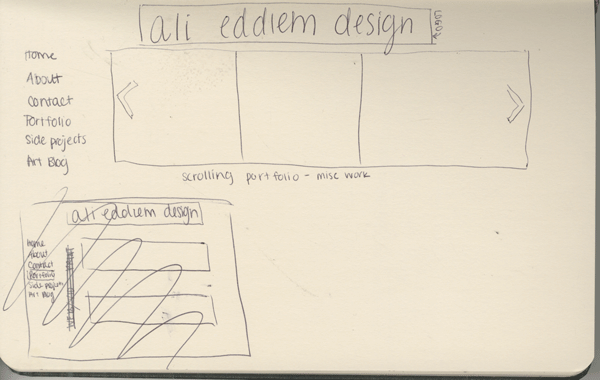 ali eddiem design
LOGO
Home
About
Contact
Portfolio
Side projects
Art Blog
scrolling portfolio - misc work
ali eddiem design
Home
About
Contact
Portfolio
Side projects
Art Blog